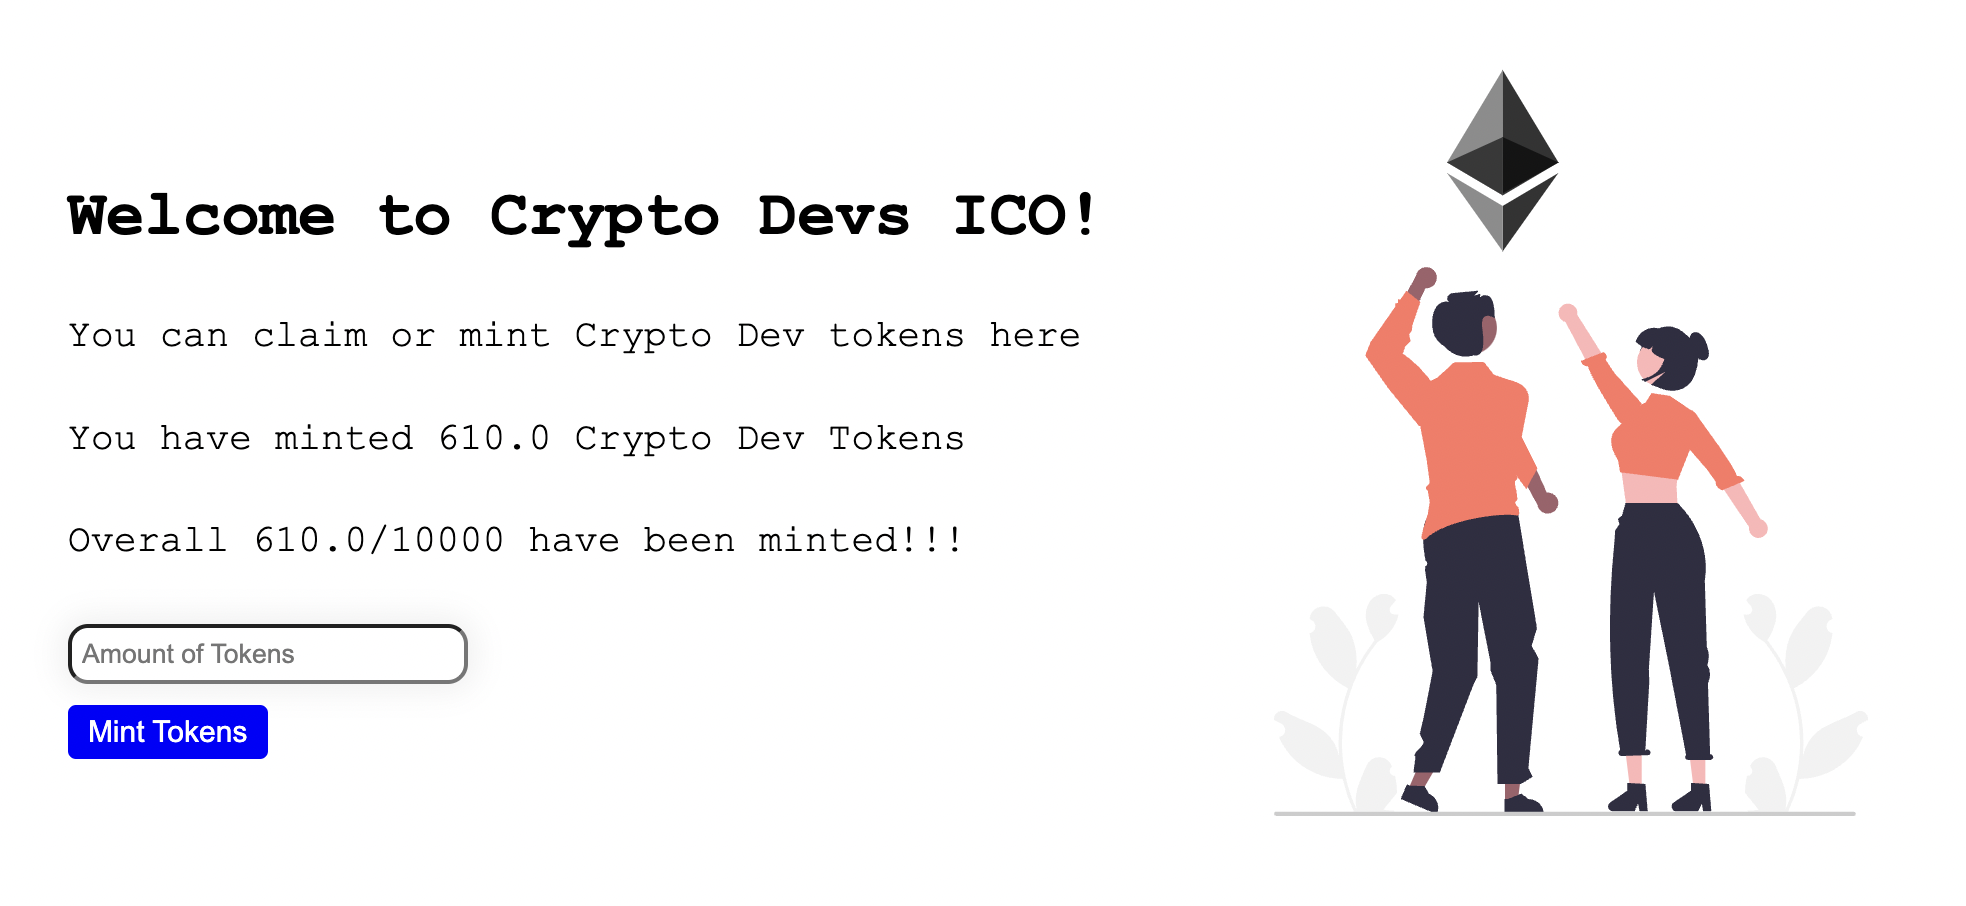 Welcome to Crypto Devs ICO!
You can claim or mint Crypto Dev tokens here
You have minted 610.0 Crypto Dev Tokens
Overall 610.0/10000 have been minted!!!
Amount of Tokens
Mint Tokens